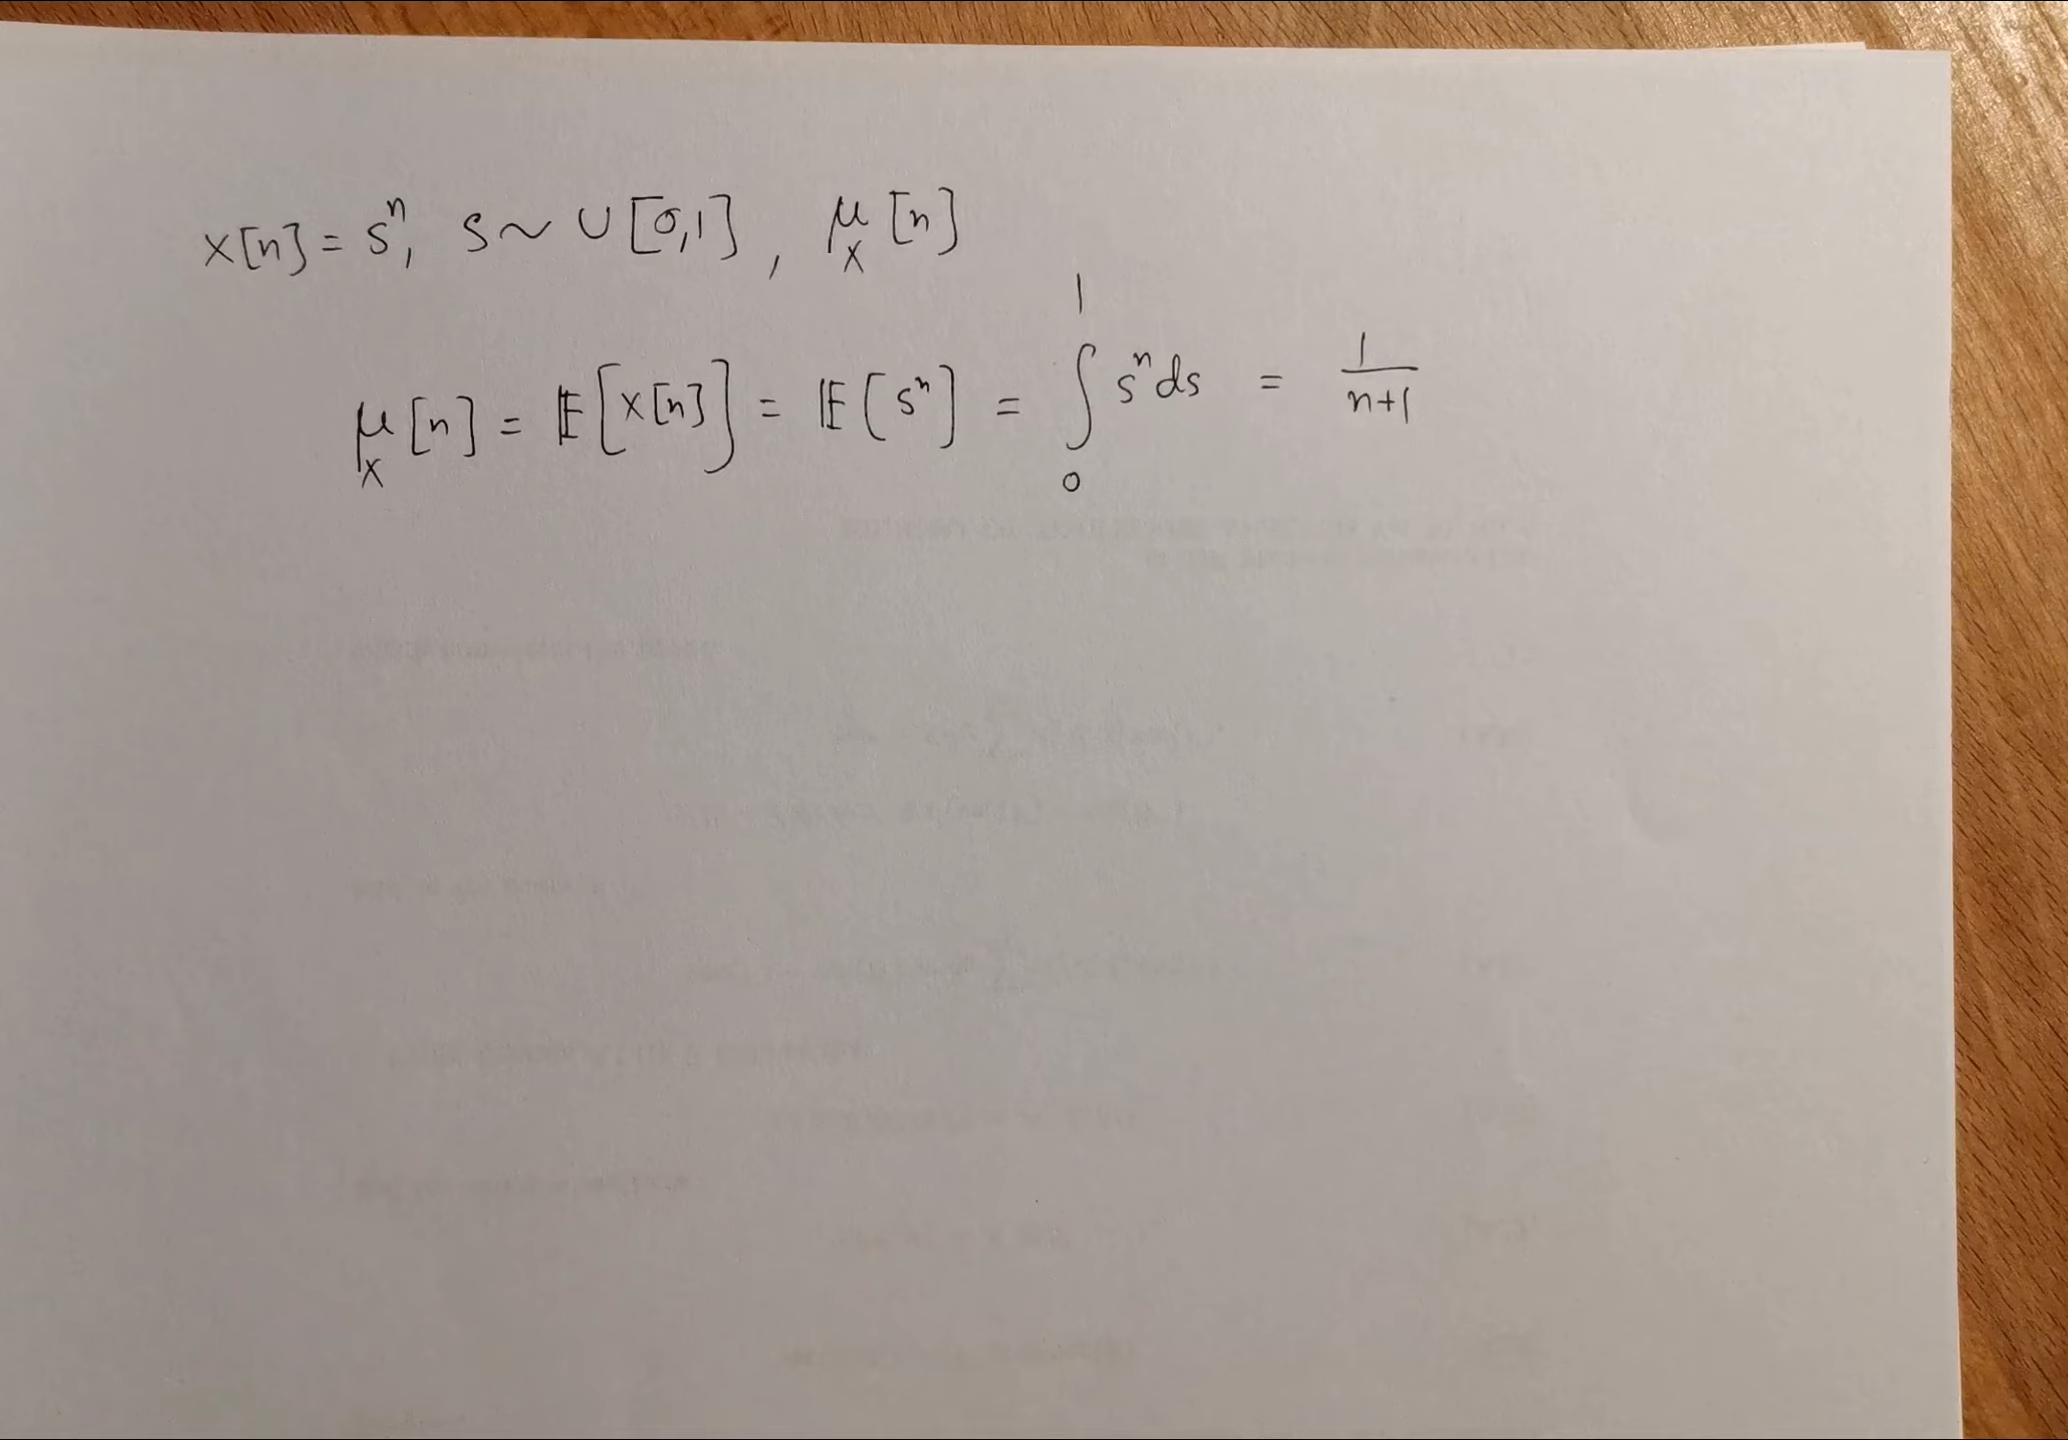 X[n] = s^n, s ~ U[0,1], μ_X[n]
μ_X[n] = 𝔼[X[n]] = 𝔼[s^n] = ∫_0^1 s^n ds = 1/(n+1)